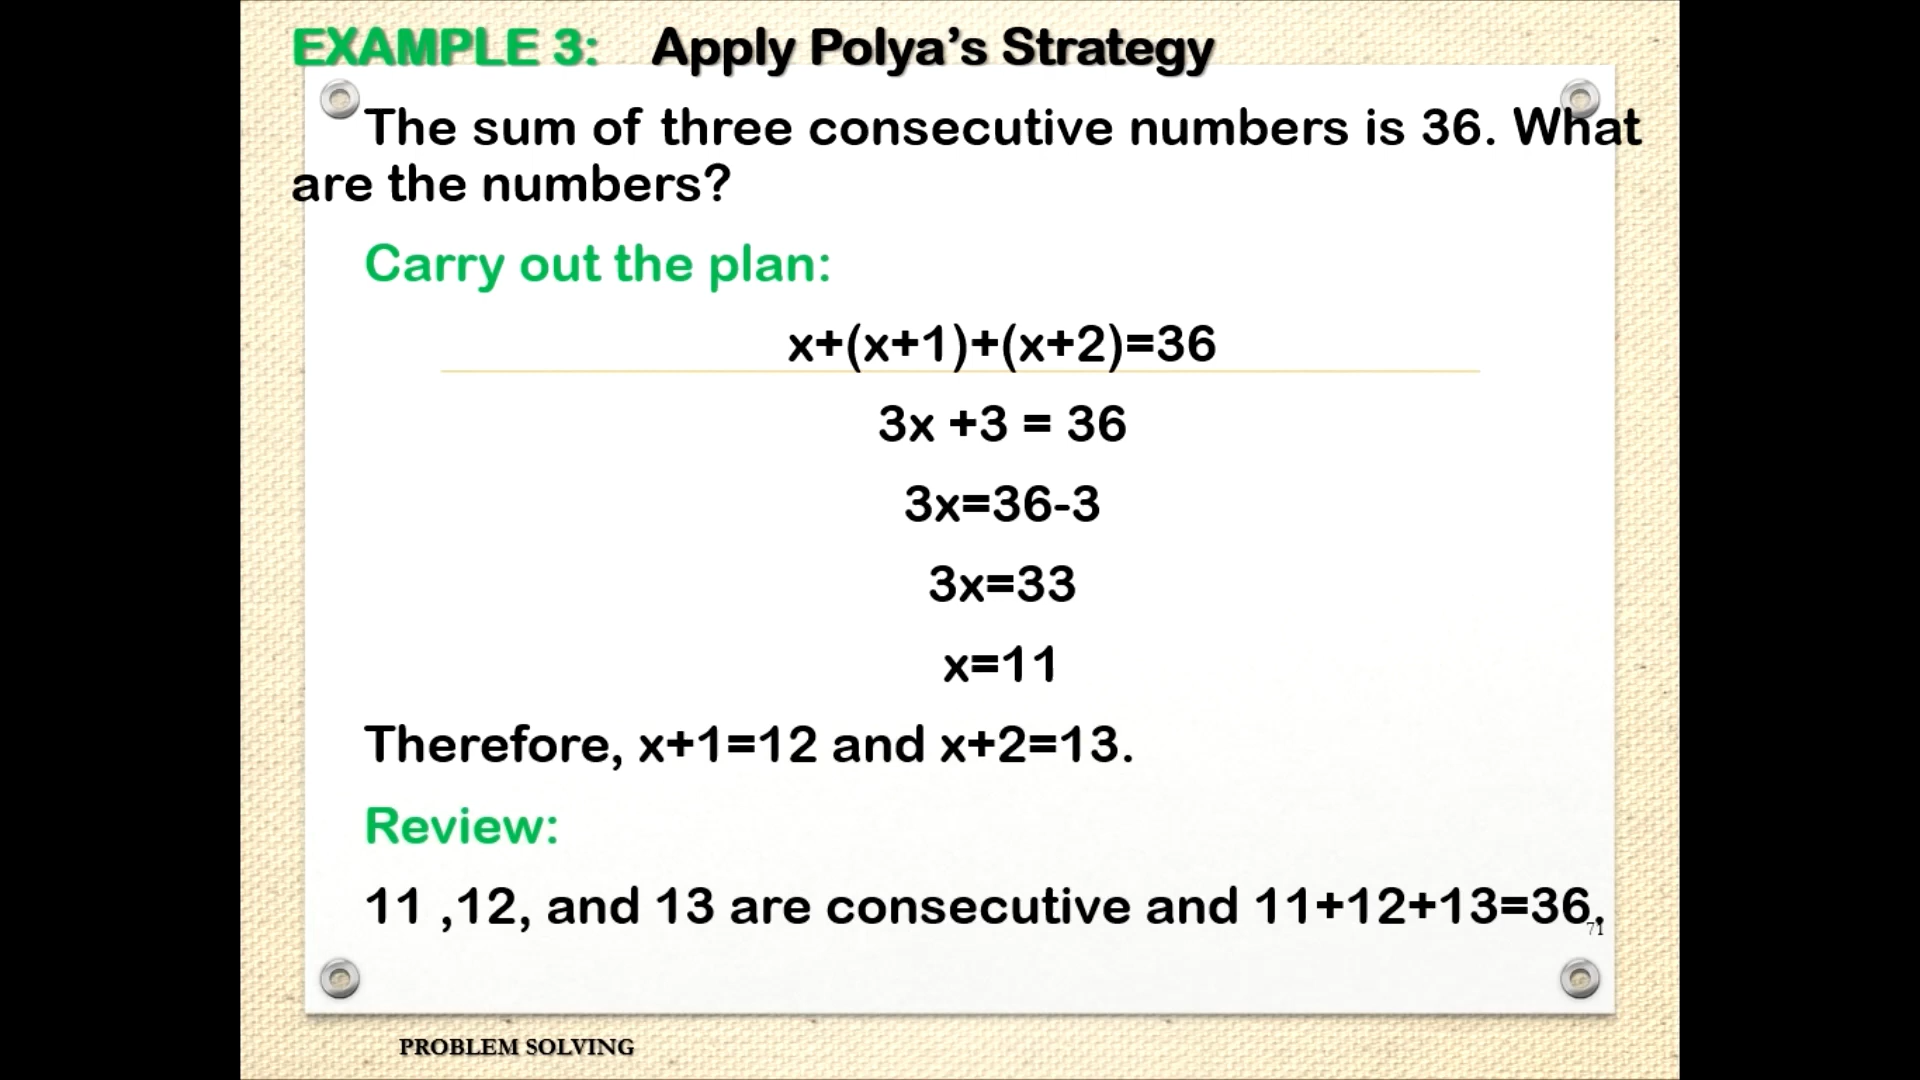 EXAMPLE 3: Apply Polya’s Strategy
The sum of three consecutive numbers is 36. What
are the numbers?
Carry out the plan:
x+(x+1)+(x+2)=36
3x +3 = 36
3x=36-3
3x=33
x=11
Therefore, x+1=12 and x+2=13.
Review:
11 ,12, and 13 are consecutive and 11+12+13=36.
71
PROBLEM SOLVING